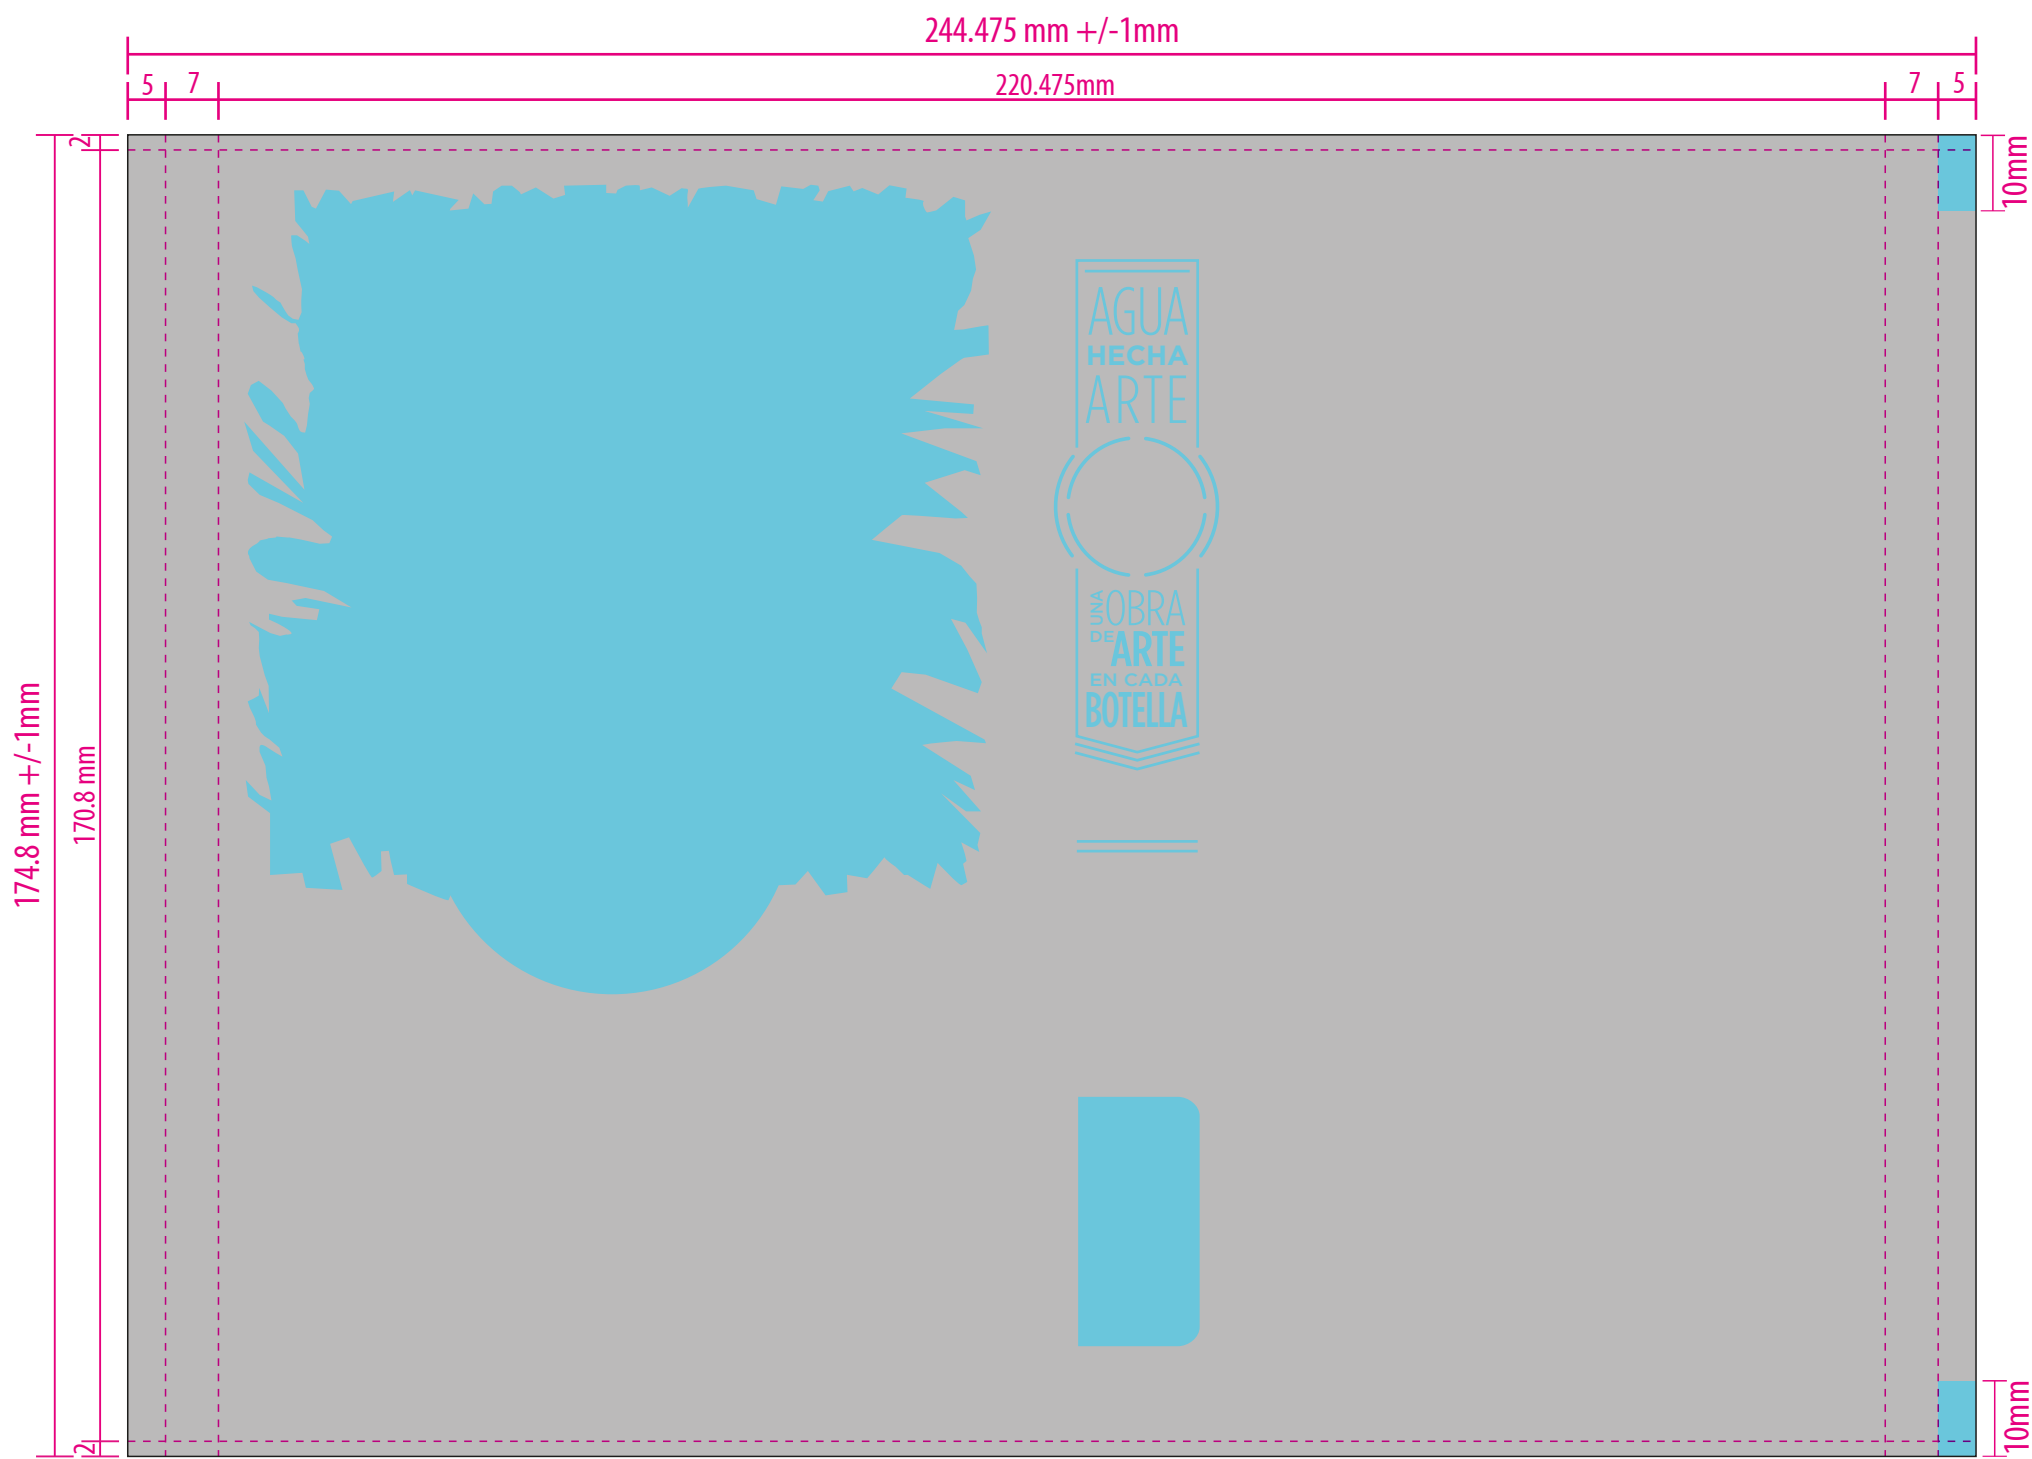 244.475 mm +/-1mm
5
7
220.475mm
7
5
2
10mm
AGUA
HECHA
ARTE
UNA OBRA
DE ARTE
EN CADA
BOTELLA
174.8 mm +/-1mm
170.8 mm
2
10mm